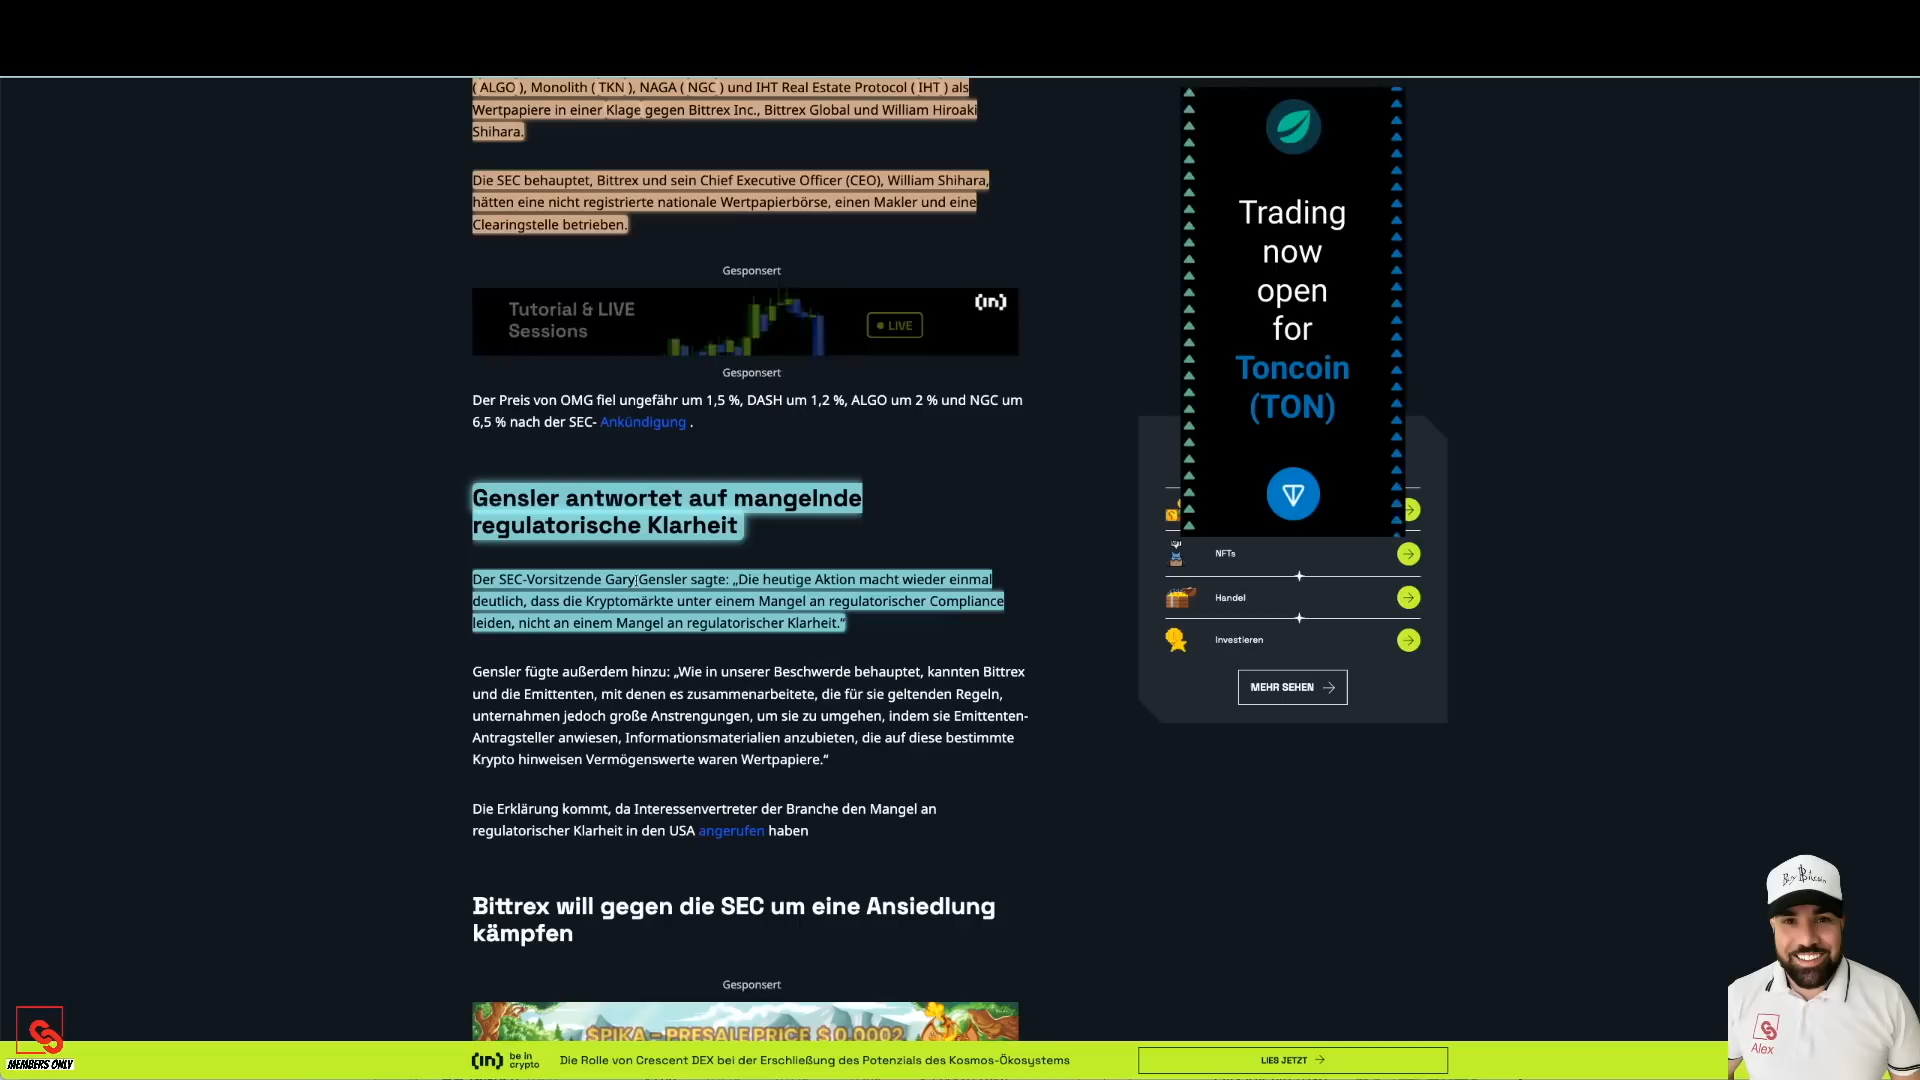 ( ALGO ), Monolith ( TKN ), NAGA ( NGC ) und IHT Real Estate Protocol ( IHT ) als
Wertpapiere in einer Klage gegen Bittrex Inc., Bittrex Global und William Hiroaki
Shihara.
Die SEC behauptet, Bittrex und sein Chief Executive Officer (CEO), William Shihara,
hätten eine nicht registrierte nationale Wertpapierbörse, einen Makler und eine
Clearingstelle betrieben.
Gesponsert
Tutorial & LIVE
Sessions
LIVE
(in)
Gesponsert
Der Preis von OMG fiel ungefähr um 1,5 %, DASH um 1,2 %, ALGO um 2 % und NGC um
6,5 % nach der SEC- Ankündigung .
Gensler antwortet auf mangelnde
regulatorische Klarheit
Der SEC-Vorsitzende Gary Gensler sagte: „Die heutige Aktion macht wieder einmal
deutlich, dass die Kryptomärkte unter einem Mangel an regulatorischer Compliance
leiden, nicht an einem Mangel an regulatorischer Klarheit.“
Gensler fügte außerdem hinzu: „Wie in unserer Beschwerde behauptet, kannten Bittrex
und die Emittenten, mit denen es zusammenarbeitete, die für sie geltenden Regeln,
unternahmen jedoch große Anstrengungen, um sie zu umgehen, indem sie Emittenten-
Antragsteller anwiesen, Informationsmaterialien anzubieten, die auf diese bestimmte
Krypto hinweisen Vermögenswerte waren Wertpapiere.“
Die Erklärung kommt, da Interessenvertreter der Branche den Mangel an
regulatorischer Klarheit in den USA angerufen haben
Bittrex will gegen die SEC um eine Ansiedlung
kämpfen
Gesponsert
$PIKA - PRESALE PRICE $ 0.0002
Trading
now
open
for
Toncoin
(TON)
NFTs
Handel
Investieren
MEHR SEHEN
(in) be in
crypto
Die Rolle von Crescent DEX bei der Erschließung des Potenzials des Kosmos-Ökosystems
LIES JETZT
MEMBERS ONLY
Alex